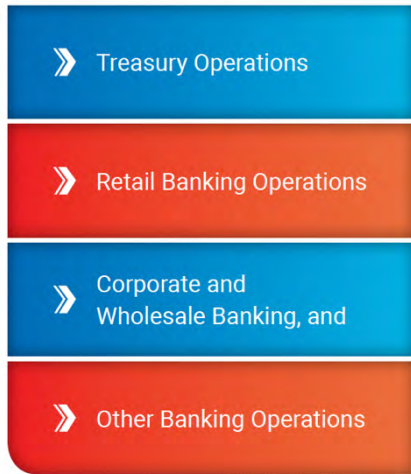 Treasury Operations
Retail Banking Operations
Corporate and
Wholesale Banking, and
Other Banking Operations